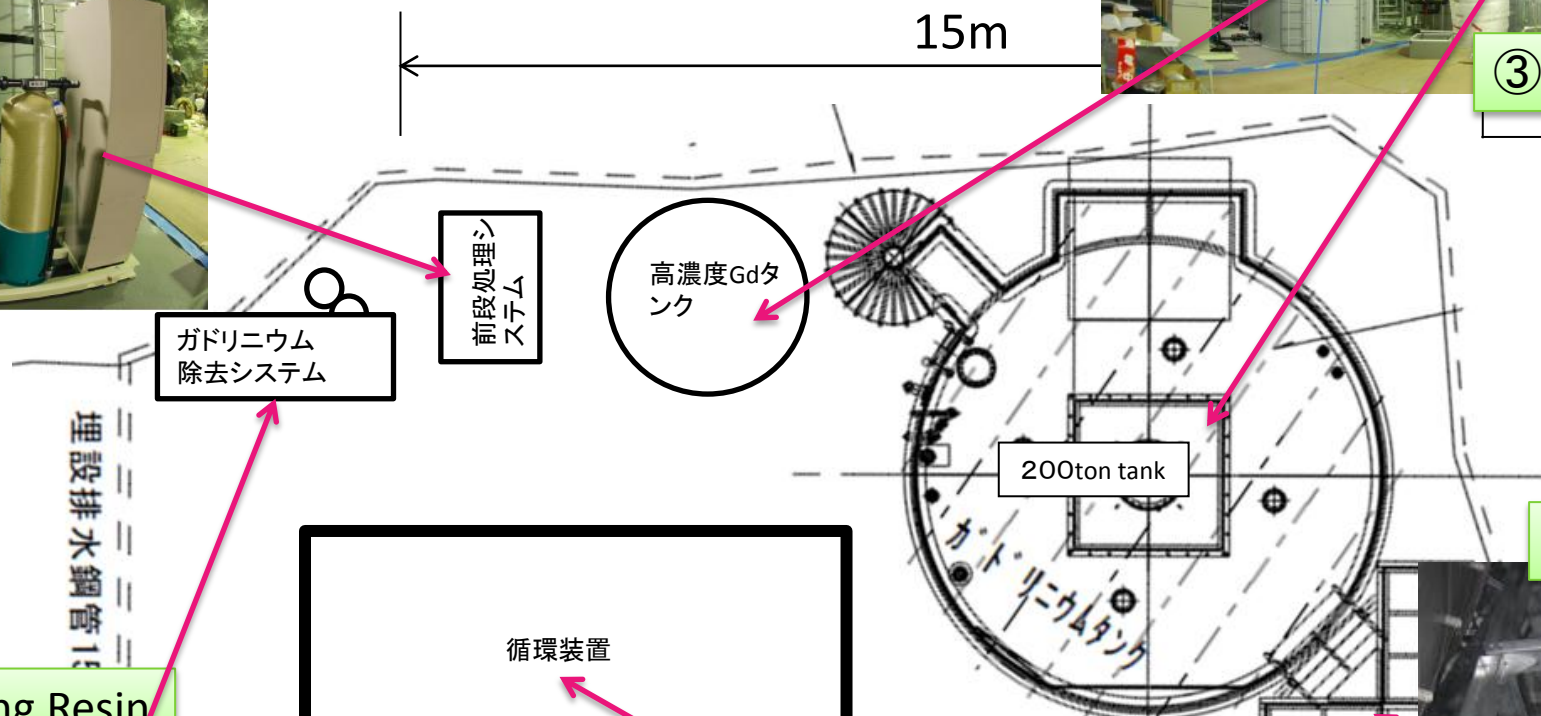 15m
③
前段処理シ
ステム
高濃度Gdタ
ンク
ガドリニウム
除去システム
埋設排水鋼管15
200ton tank
ガドリニウムタンク
循環装置
ng Resin